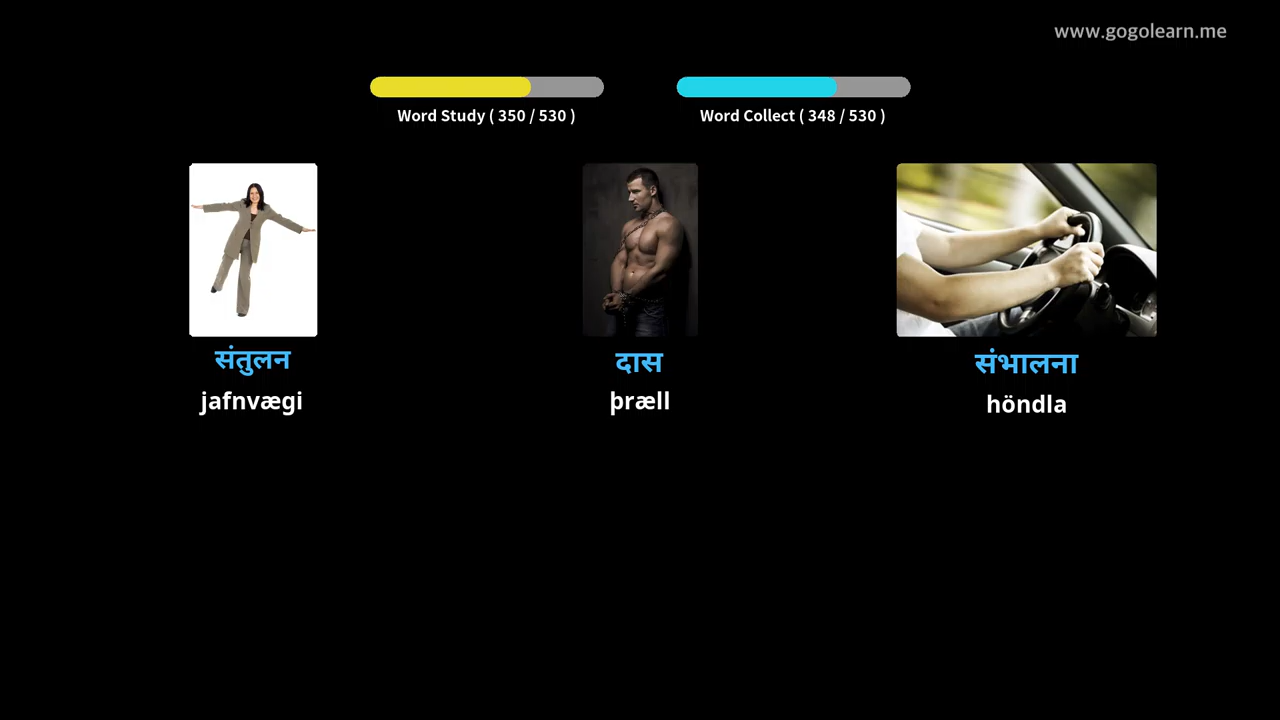 www.gogolearn.me
Word Study ( 350 / 530 )
Word Collect ( 348 / 530 )
संतुलन
jafnvægi
दास
þræll
संभालना
höndla